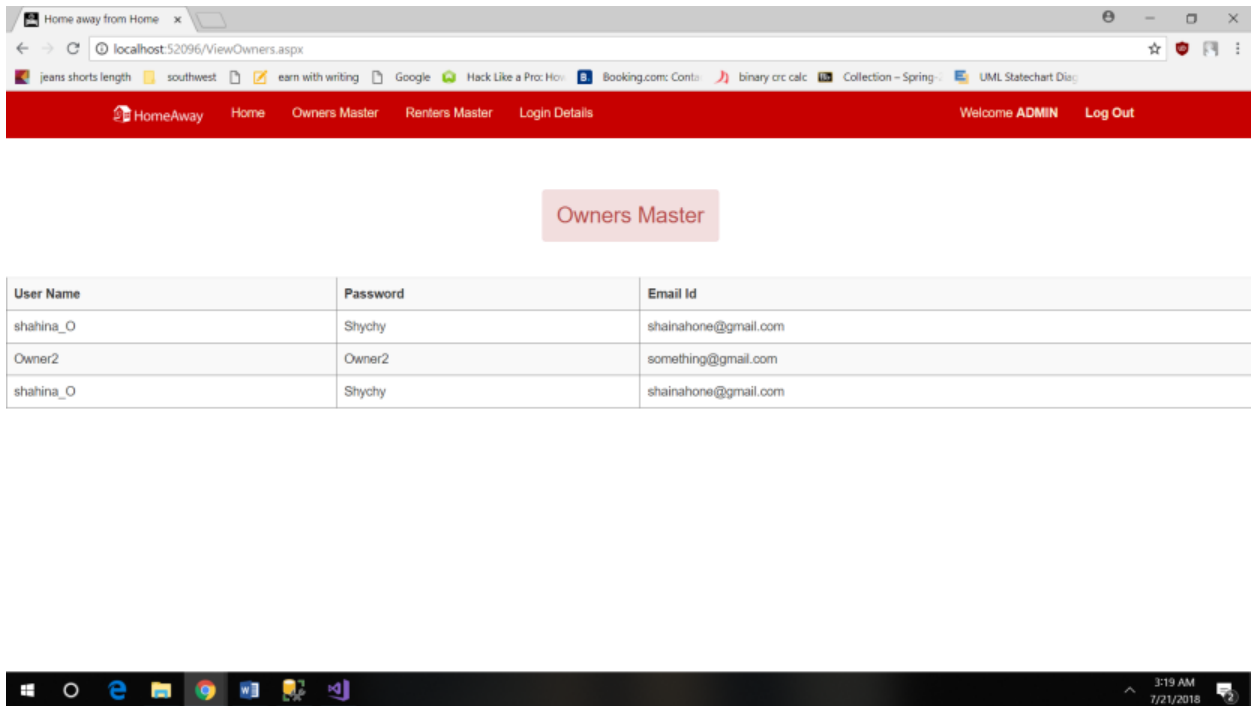 Home away from Home
localhost:52096/ViewOwners.aspx
jeans shorts length southwest earn with writing Google Hack Like a Pro: How Booking.com: Conta binary crc calc Collection – Spring- UML Statechart Diag
HomeAway Home Owners Master Renters Master Login Details Welcome ADMIN Log Out
Owners Master
User Name Password Email Id
shahina_O Shychy shainahone@gmail.com
Owner2 Owner2 something@gmail.com
shahina_O Shychy shainahone@gmail.com
3:19 AM
7/21/2018